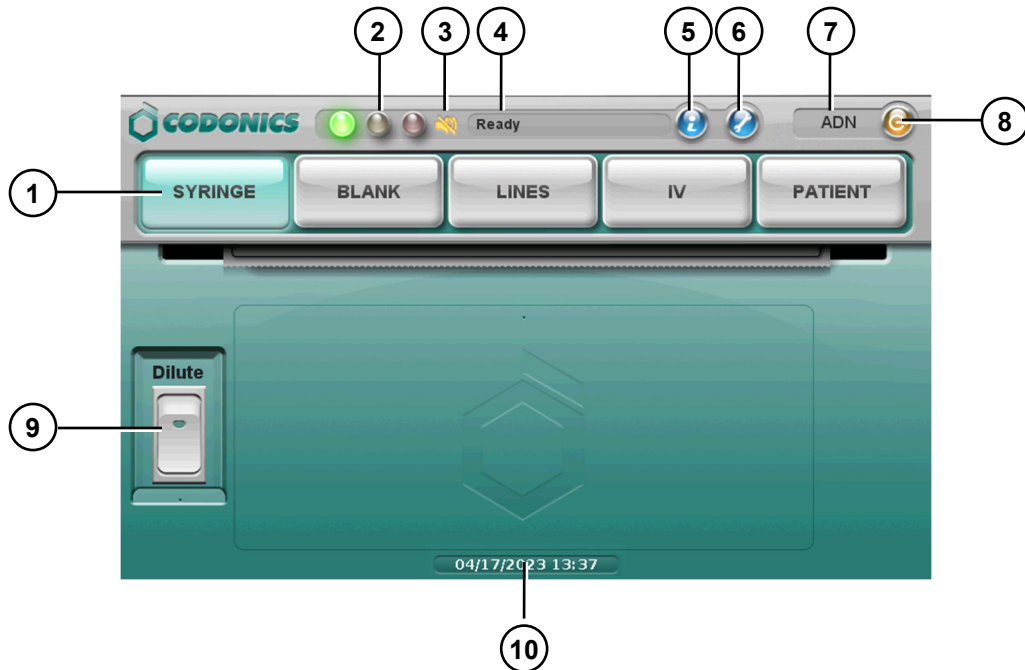 2 3 4 5 6 7
CODONICS Ready ADN 8
1 SYRINGE BLANK LINES IV PATIENT
Dilute
9
04/17/2023 13:37
10